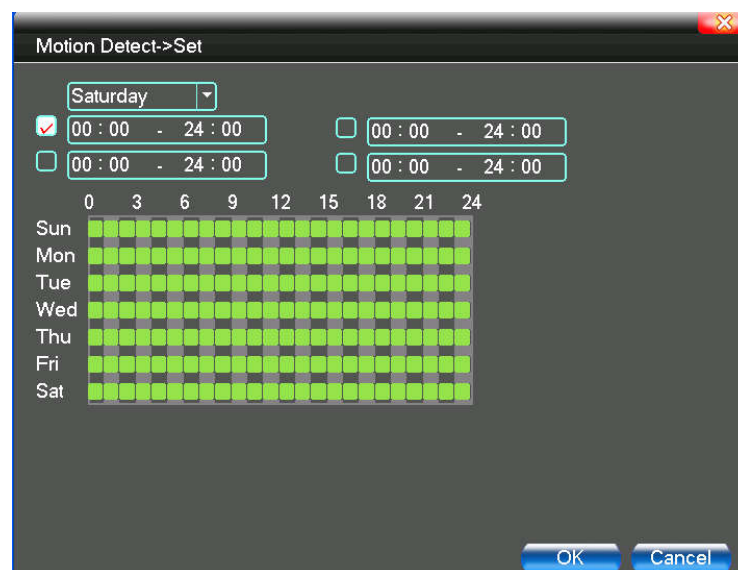 Motion Detect->Set
Saturday
00 : 00 - 24 : 00 00 : 00 - 24 : 00
00 : 00 - 24 : 00 00 : 00 - 24 : 00
0 3 6 9 12 15 18 21 24
Sun
Mon
Tue
Wed
Thu
Fri
Sat
OK Cancel